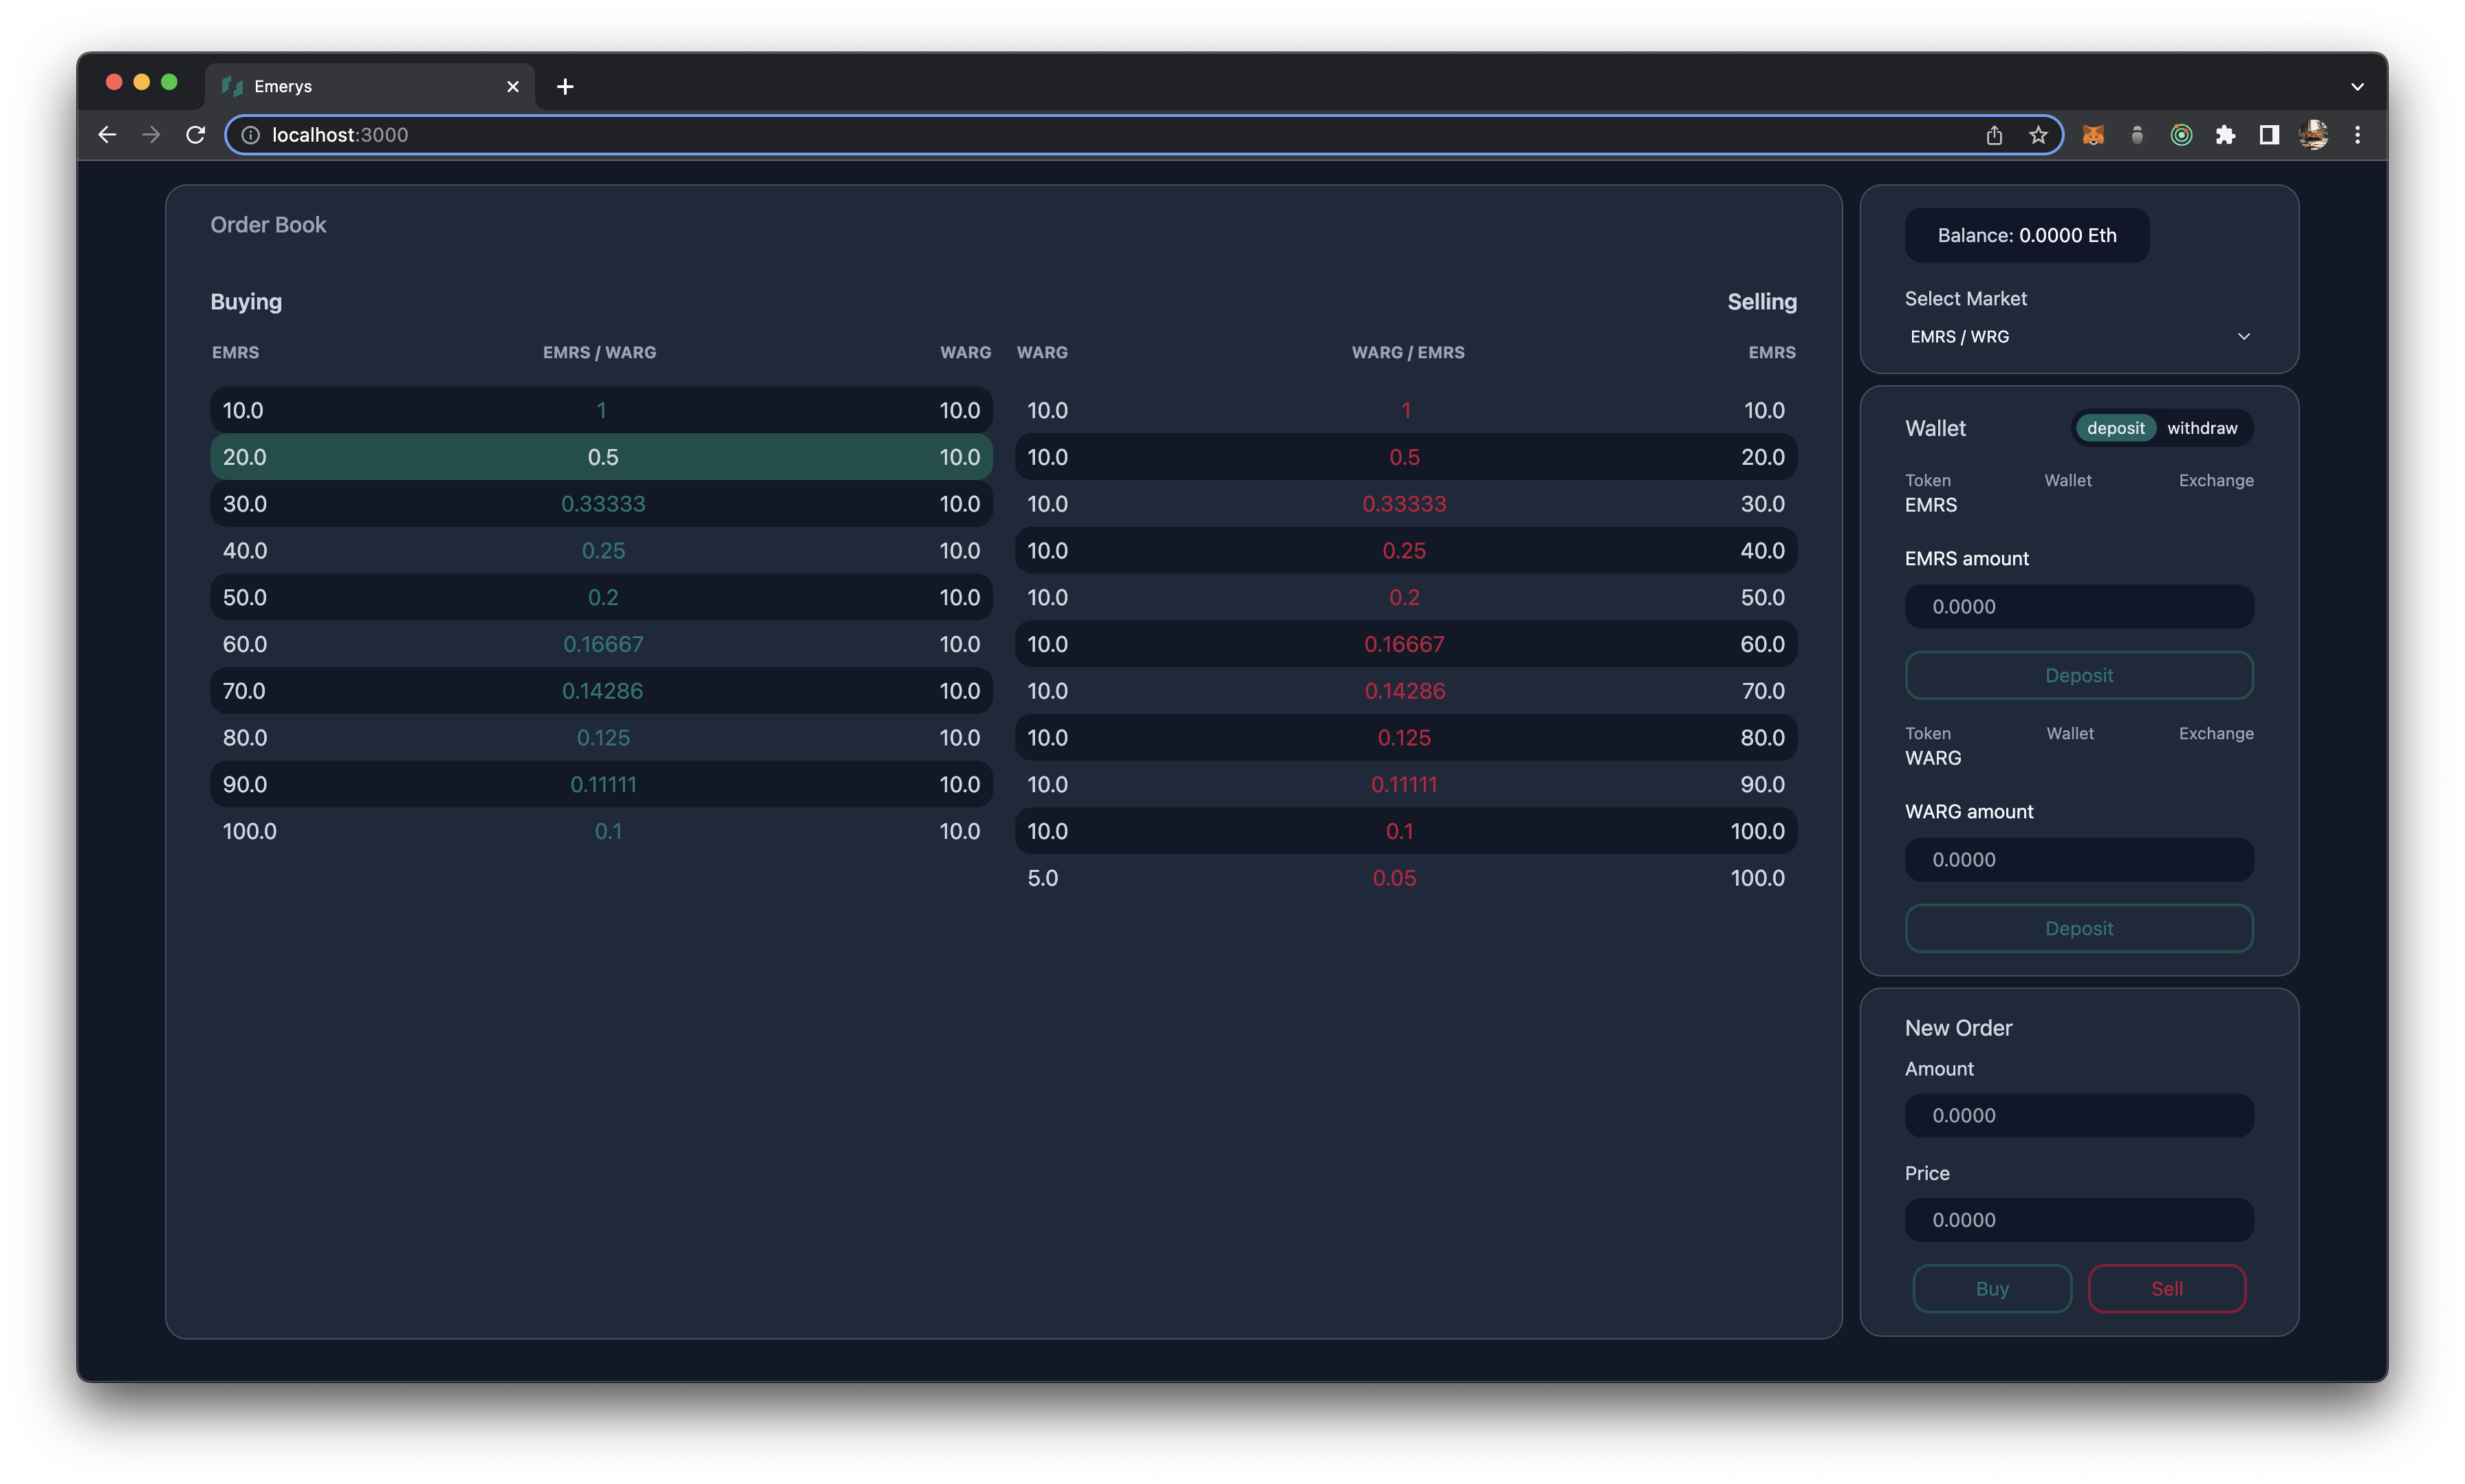 Emerys
localhost:3000
Order Book
Buying Selling
EMRS EMRS / WARG WARG WARG WARG / EMRS EMRS
10.0 1 10.0 10.0 1 10.0
20.0 0.5 10.0 10.0 0.5 20.0
30.0 0.33333 10.0 10.0 0.33333 30.0
40.0 0.25 10.0 10.0 0.25 40.0
50.0 0.2 10.0 10.0 0.2 50.0
60.0 0.16667 10.0 10.0 0.16667 60.0
70.0 0.14286 10.0 10.0 0.14286 70.0
80.0 0.125 10.0 10.0 0.125 80.0
90.0 0.11111 10.0 10.0 0.11111 90.0
100.0 0.1 10.0 10.0 0.1 100.0
5.0 0.05 100.0
Balance: 0.0000 Eth
Select Market
EMRS / WRG
Wallet deposit withdraw
Token Wallet Exchange
EMRS
EMRS amount
0.0000
Deposit
Token Wallet Exchange
WARG
WARG amount
0.0000
Deposit
New Order
Amount
0.0000
Price
0.0000
Buy Sell